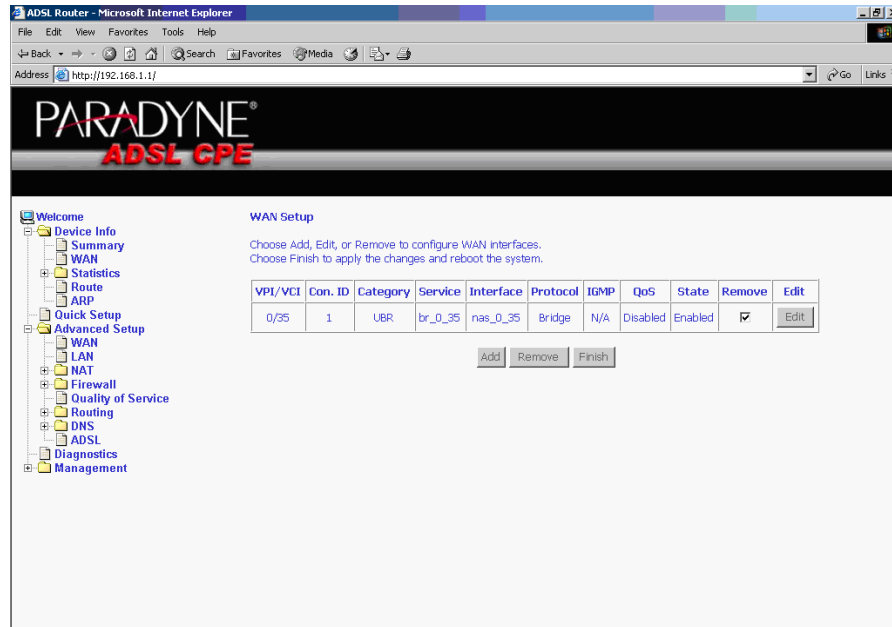 ADSL Router - Microsoft Internet Explorer
File Edit View Favorites Tools Help
Back Search Favorites Media
Address http://192.168.1.1/ Go Links
PARADYNE®
ADSL CPE
Welcome
Device Info
Summary
WAN
Statistics
Route
ARP
Quick Setup
Advanced Setup
WAN
LAN
NAT
Firewall
Quality of Service
Routing
DNS
ADSL
Diagnostics
Management
WAN Setup
Choose Add, Edit, or Remove to configure WAN interfaces.
Choose Finish to apply the changes and reboot the system.
VPI/VCI Con. ID Category Service Interface Protocol IGMP QoS State Remove Edit
0/35 1 UBR br_0_35 nas_0_35 Bridge N/A Disabled Enabled Edit
Add Remove Finish